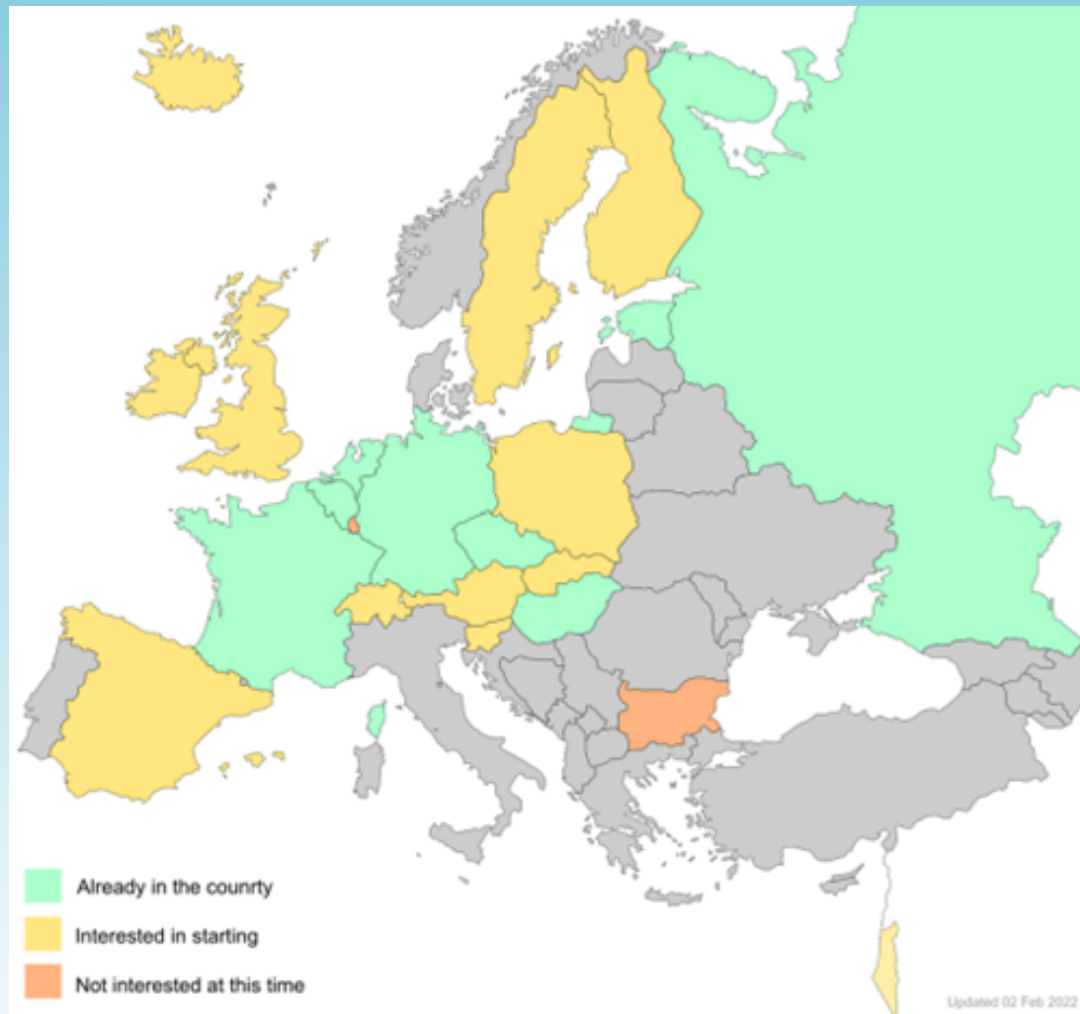 Already in the counrty
Interested in starting
Not interested at this time
Updated 02 Feb 2022